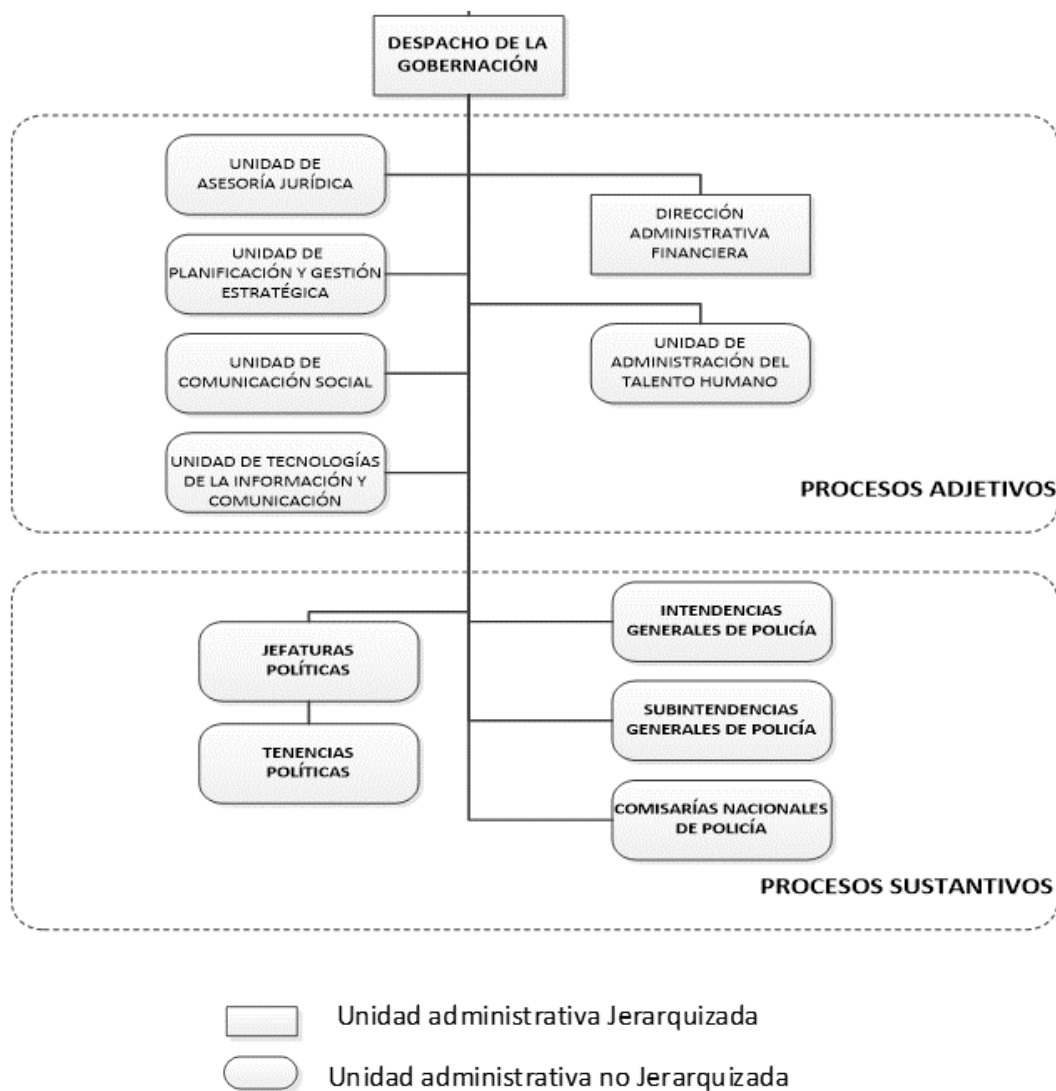 DESPACHO DE LA
GOBERNACIÓN
UNIDAD DE
ASESORÍA JURÍDICA
DIRECCIÓN
ADMINISTRATIVA
FINANCIERA
UNIDAD DE
PLANIFICACIÓN Y GESTIÓN
ESTRATÉGICA
UNIDAD DE
ADMINISTRACIÓN DEL
TALENTO HUMANO
UNIDAD DE
COMUNICACIÓN SOCIAL
UNIDAD DE TECNOLOGÍAS
DE LA INFORMACIÓN Y
COMUNICACIÓN
PROCESOS ADJETIVOS
JEFATURAS
POLÍTICAS
TENENCIAS
POLÍTICAS
INTENDENCIAS
GENERALES DE POLICÍA
SUBINTENDENCIAS
GENERALES DE POLICÍA
COMISARÍAS NACIONALES
DE POLICÍA
PROCESOS SUSTANTIVOS
Unidad administrativa Jerarquizada
Unidad administrativa no Jerarquizada